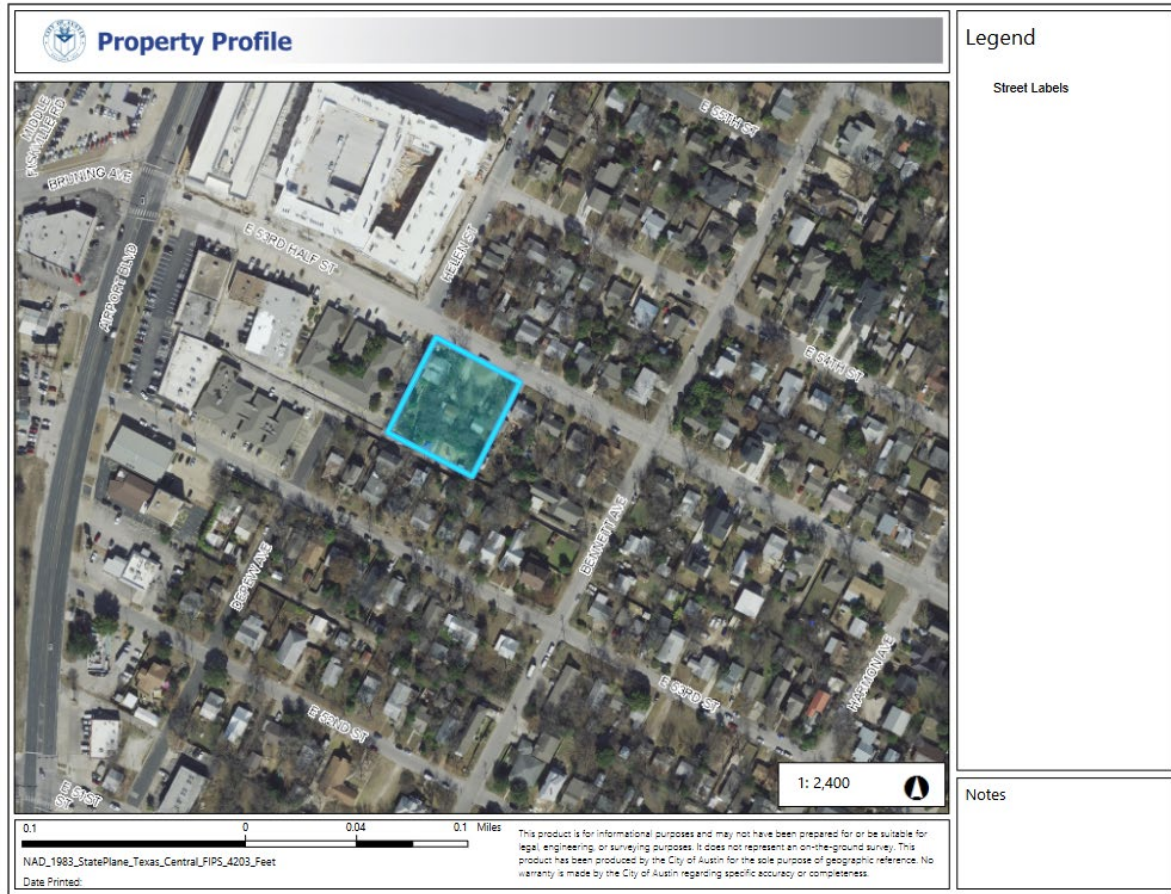 CITY OF AUSTIN
Property Profile
Legend
Street Labels
MIDDLE
FISKVILLE RD
BRUNING AVE
AIRPORT BLVD
E 53RD HALF ST
HELEN ST
E 55TH ST
E 54TH ST
BENNETT AVE
DEPEW AVE
E 53RD ST
HARMON AVE
E 52ND ST
E 51ST
1: 2,400
Notes
0.1 0 0.04 0.1 Miles
NAD_1983_StatePlane_Texas_Central_FIPS_4203_Feet
Date Printed:
This product is for informational purposes and may not have been prepared for or be suitable for
legal, engineering, or surveying purposes. It does not represent an on-the-ground survey. This
product has been produced by the City of Austin for the sole purpose of geographic reference. No
warranty is made by the City of Austin regarding specific accuracy or completeness.